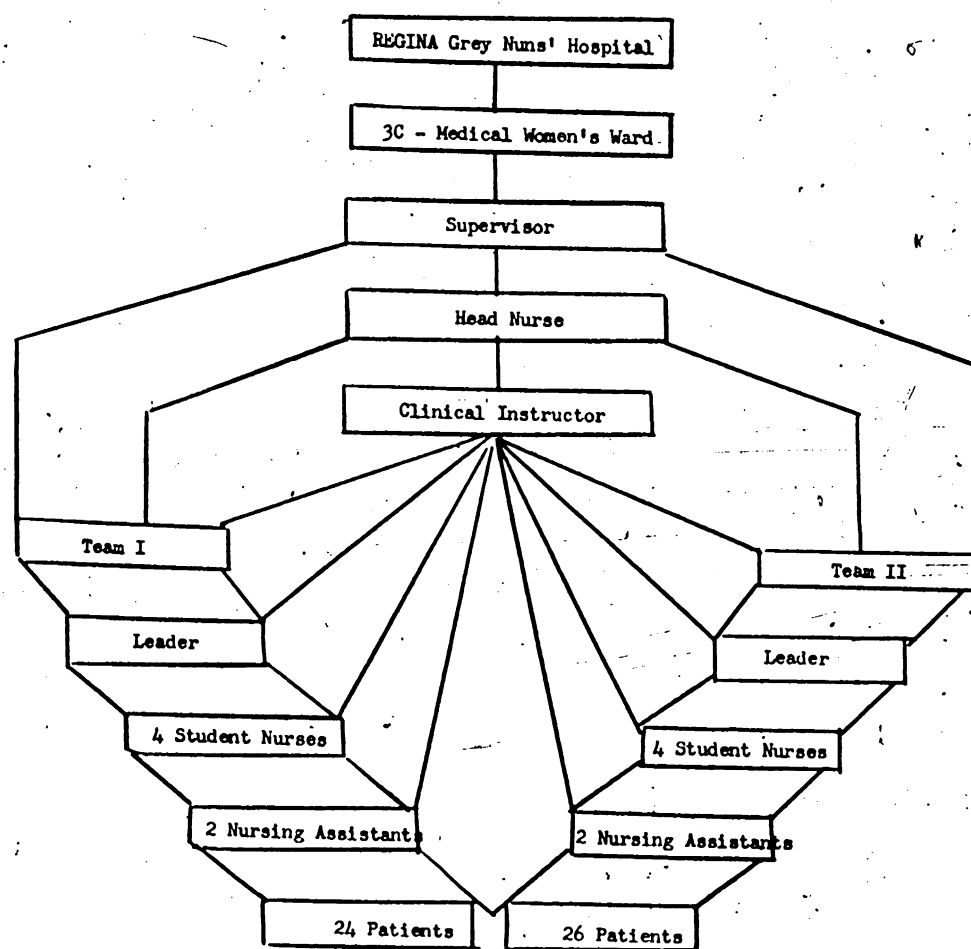 REGINA Grey Nuns' Hospital
3C - Medical Women's Ward
Supervisor
Head Nurse
Clinical Instructor
Team I
Team II
Leader
Leader
4 Student Nurses
4 Student Nurses
2 Nursing Assistants
2 Nursing Assistants
24 Patients
26 Patients